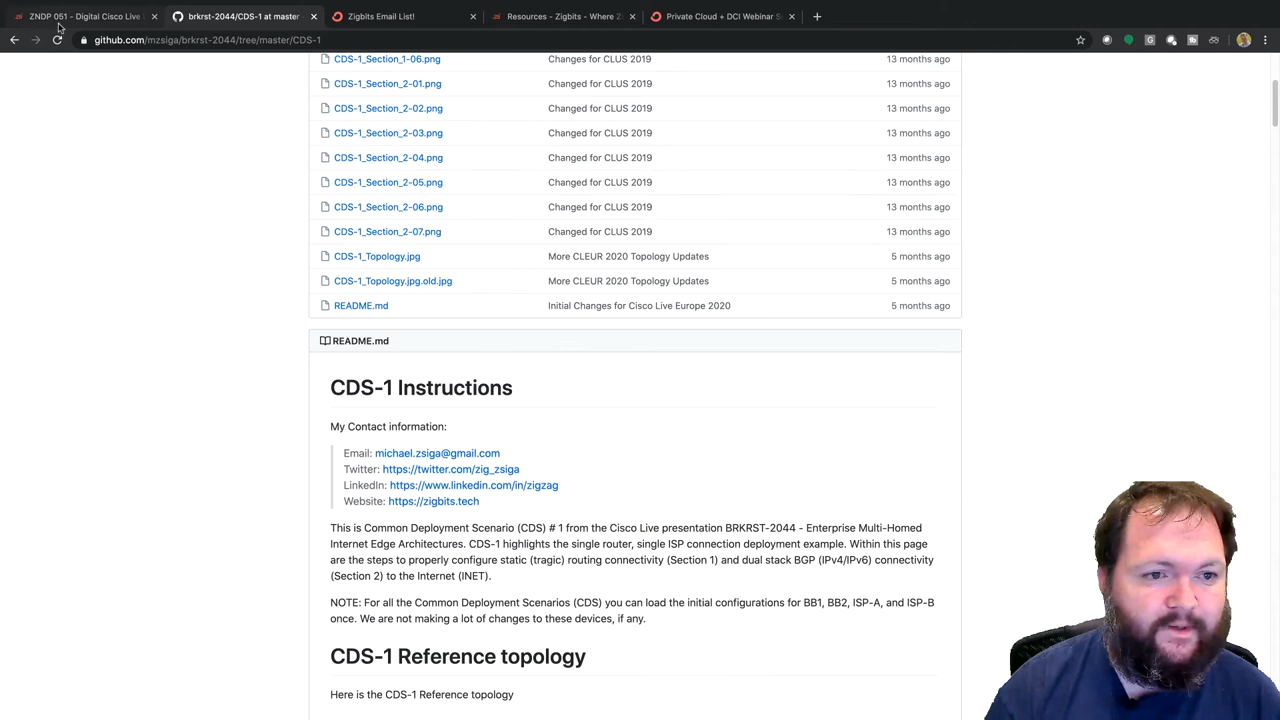 ZNDP 051 - Digital Cisco Live
brkrst-2044/CDS-1 at master
Zigbits Email List!
Resources - Zigbits - Where Z
Private Cloud + DCI Webinar S
github.com/mzsiga/brkrst-2044/tree/master/CDS-1
CDS-1_Section_1-06.png Changes for CLUS 2019 13 months ago
CDS-1_Section_2-01.png Changed for CLUS 2019 13 months ago
CDS-1_Section_2-02.png Changed for CLUS 2019 13 months ago
CDS-1_Section_2-03.png Changed for CLUS 2019 13 months ago
CDS-1_Section_2-04.png Changed for CLUS 2019 13 months ago
CDS-1_Section_2-05.png Changed for CLUS 2019 13 months ago
CDS-1_Section_2-06.png Changed for CLUS 2019 13 months ago
CDS-1_Section_2-07.png Changed for CLUS 2019 13 months ago
CDS-1_Topology.jpg More CLEUR 2020 Topology Updates 5 months ago
CDS-1_Topology.jpg.old.jpg More CLEUR 2020 Topology Updates 5 months ago
README.md Initial Changes for Cisco Live Europe 2020 5 months ago
README.md
CDS-1 Instructions
My Contact information:
Email: michael.zsiga@gmail.com
Twitter: https://twitter.com/zig_zsiga
LinkedIn: https://www.linkedin.com/in/zigzag
Website: https://zigbits.tech
This is Common Deployment Scenario (CDS) # 1 from the Cisco Live presentation BRKRST-2044 - Enterprise Multi-Homed
Internet Edge Architectures. CDS-1 highlights the single router, single ISP connection deployment example. Within this page
are the steps to properly configure static (tragic) routing connectivity (Section 1) and dual stack BGP (IPv4/IPv6) connectivity
(Section 2) to the Internet (INET).
NOTE: For all the Common Deployment Scenarios (CDS) you can load the initial configurations for BB1, BB2, ISP-A, and ISP-B
once. We are not making a lot of changes to these devices, if any.
CDS-1 Reference topology
Here is the CDS-1 Reference topology